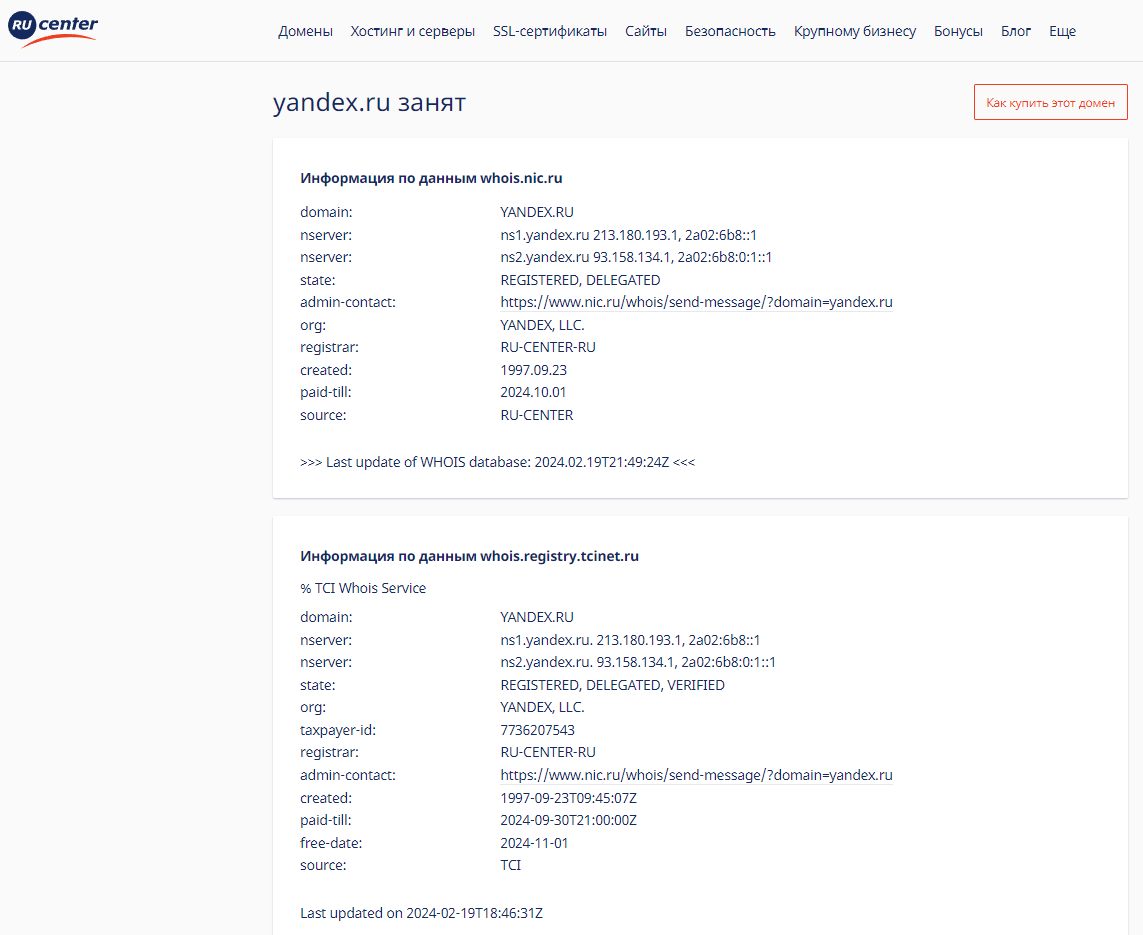 RU center
Домены Хостинг и серверы SSL-сертификаты Сайты Безопасность Крупному бизнесу Бонусы Блог Еще
yandex.ru занят
Как купить этот домен
Информация по данным whois.nic.ru
domain: YANDEX.RU
nserver: ns1.yandex.ru 213.180.193.1, 2a02:6b8::1
nserver: ns2.yandex.ru 93.158.134.1, 2a02:6b8:0:1::1
state: REGISTERED, DELEGATED
admin-contact: https://www.nic.ru/whois/send-message/?domain=yandex.ru
org: YANDEX, LLC.
registrar: RU-CENTER-RU
created: 1997.09.23
paid-till: 2024.10.01
source: RU-CENTER
>>> Last update of WHOIS database: 2024.02.19T21:49:24Z <<<
Информация по данным whois.registry.tcinet.ru
% TCI Whois Service
domain: YANDEX.RU
nserver: ns1.yandex.ru. 213.180.193.1, 2a02:6b8::1
nserver: ns2.yandex.ru. 93.158.134.1, 2a02:6b8:0:1::1
state: REGISTERED, DELEGATED, VERIFIED
org: YANDEX, LLC.
taxpayer-id: 7736207543
registrar: RU-CENTER-RU
admin-contact: https://www.nic.ru/whois/send-message/?domain=yandex.ru
created: 1997-09-23T09:45:07Z
paid-till: 2024-09-30T21:00:00Z
free-date: 2024-11-01
source: TCI
Last updated on 2024-02-19T18:46:31Z